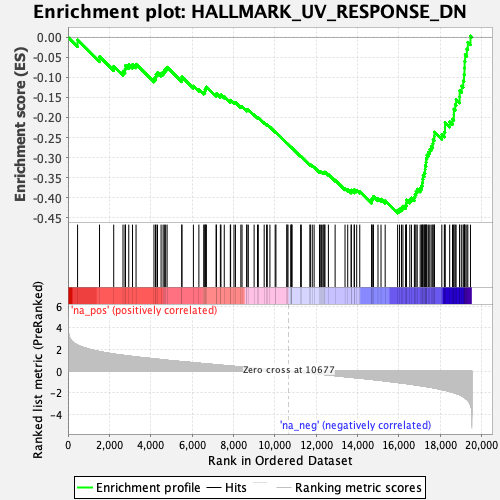 Enrichment plot: HALLMARK_UV_RESPONSE_DN
Enrichment score (ES)
0.00
-0.05
-0.10
-0.15
-0.20
-0.25
-0.30
-0.35
-0.40
-0.45
'na_pos' (positively correlated)
Ranked list metric (PreRanked)
6
4
2
0
-2
-4
Zero cross at 10677
'na_neg' (negatively correlated)
0
2,000
4,000
6,000
8,000
10,000
12,000
14,000
16,000
18,000
20,000
Rank in Ordered Dataset
Enrichment profile
Hits
Ranking metric scores